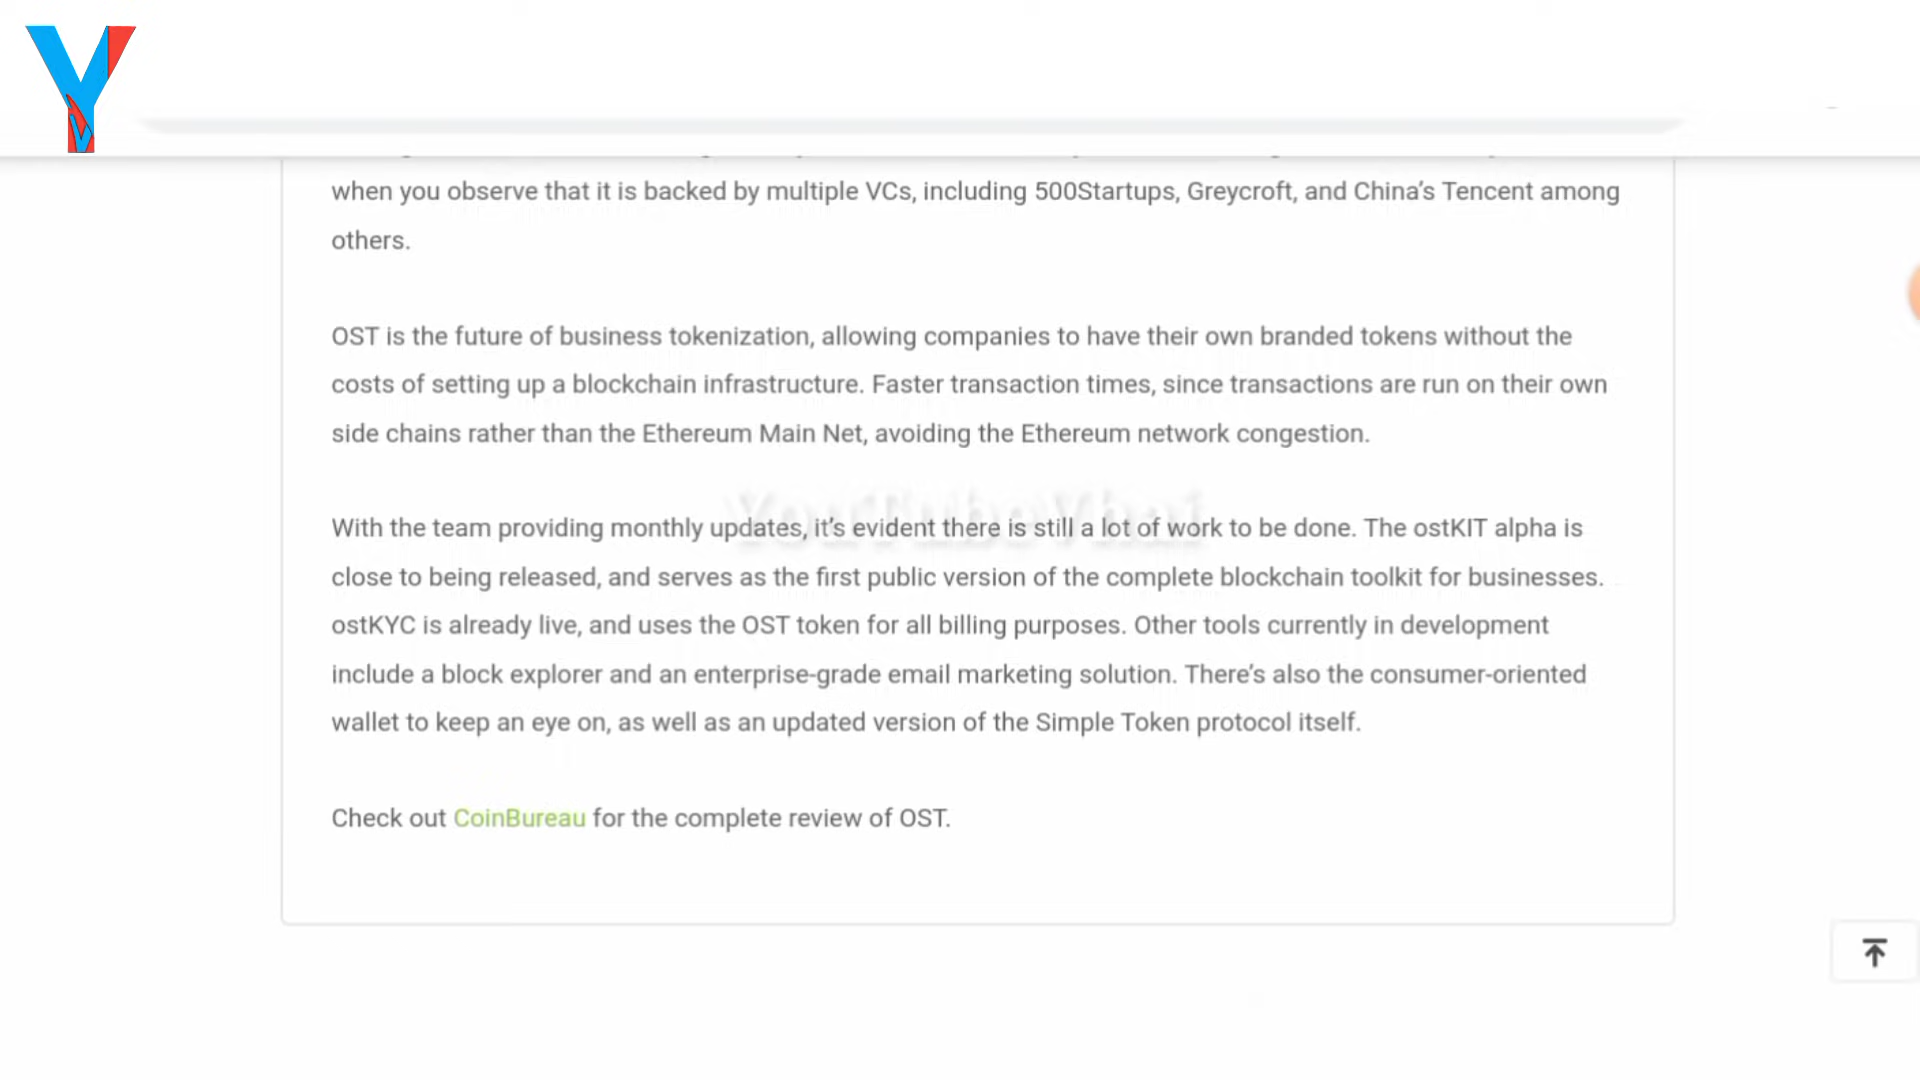 when you observe that it is backed by multiple VCs, including 500Startups, Greycroft, and China’s Tencent among
others.
OST is the future of business tokenization, allowing companies to have their own branded tokens without the
costs of setting up a blockchain infrastructure. Faster transaction times, since transactions are run on their own
side chains rather than the Ethereum Main Net, avoiding the Ethereum network congestion.
YouTubeVhai
With the team providing monthly updates, it’s evident there is still a lot of work to be done. The ostKIT alpha is
close to being released, and serves as the first public version of the complete blockchain toolkit for businesses.
ostKYC is already live, and uses the OST token for all billing purposes. Other tools currently in development
include a block explorer and an enterprise-grade email marketing solution. There’s also the consumer-oriented
wallet to keep an eye on, as well as an updated version of the Simple Token protocol itself.
Check out CoinBureau for the complete review of OST.